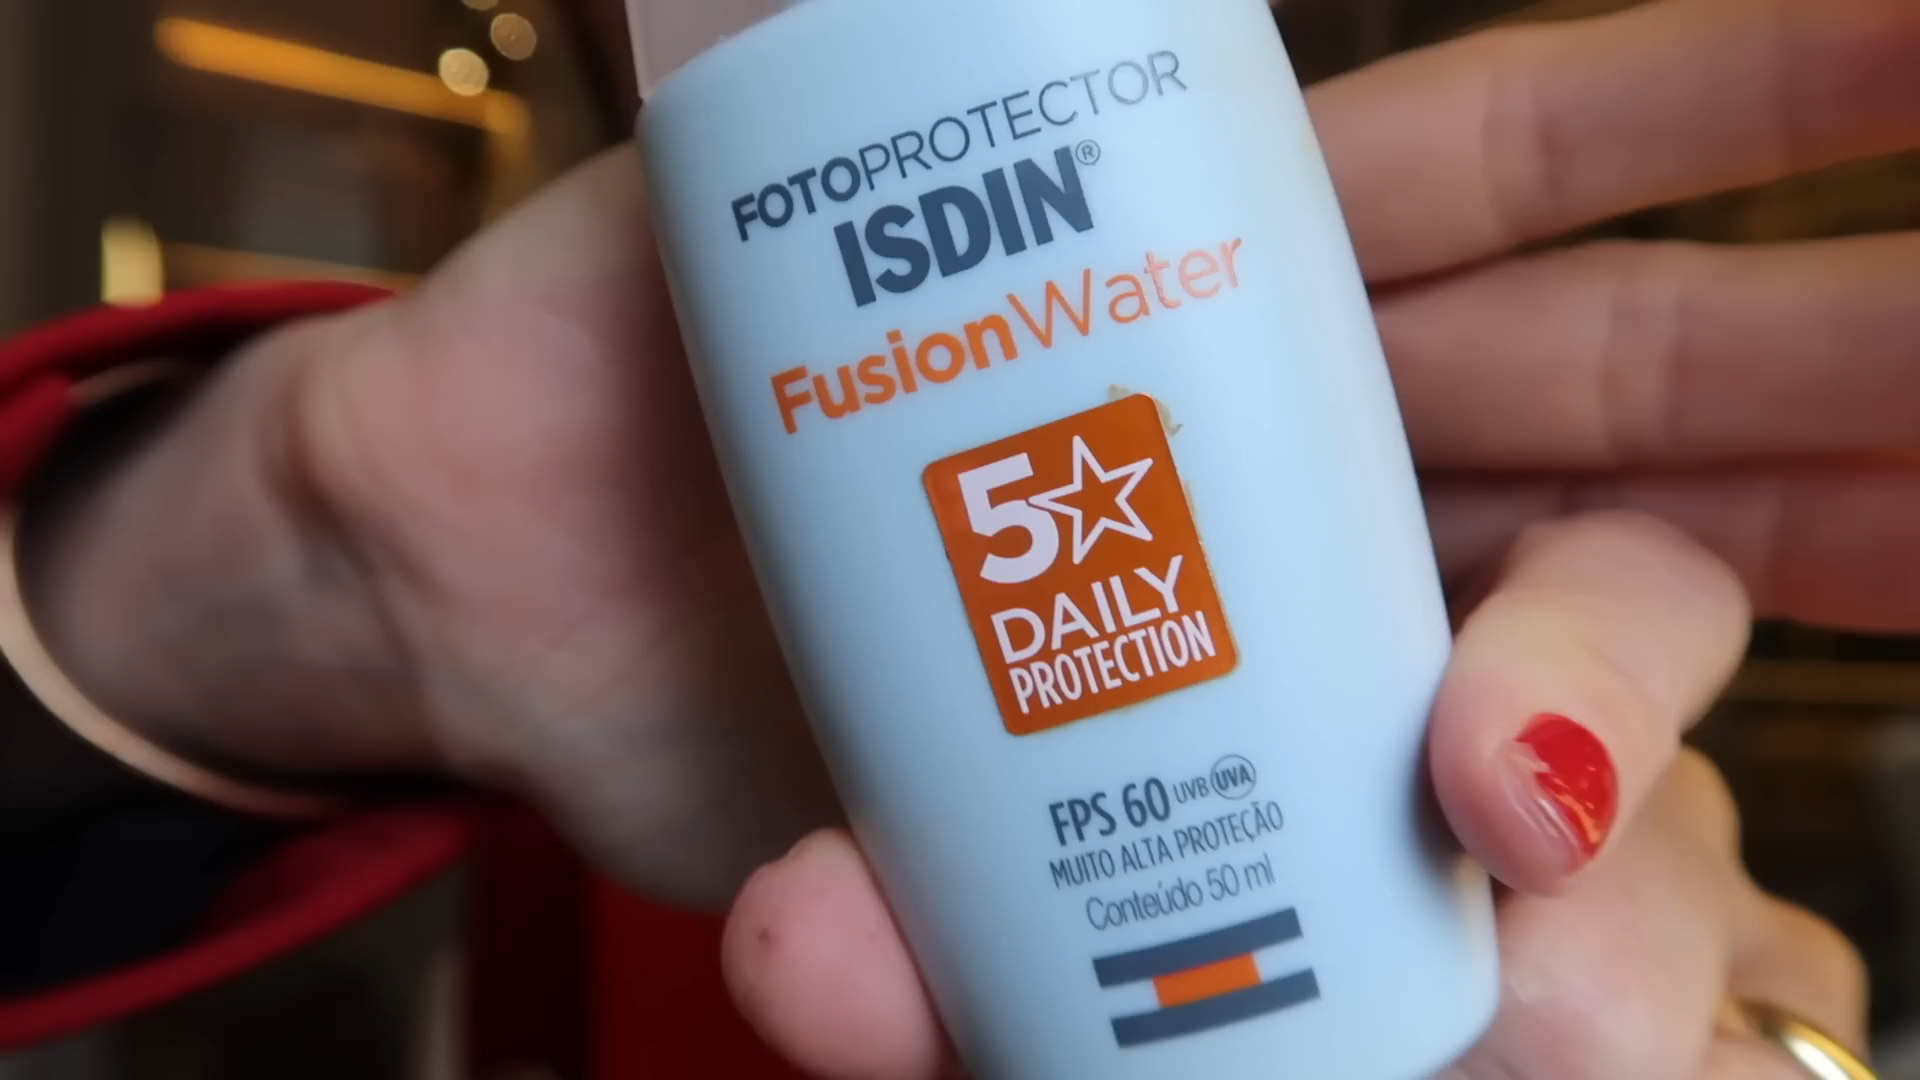 FOTOPROTECTOR
ISDIN®
FusionWater
5
DAILY
PROTECTION
FPS 60 UVB UVA
MUITO ALTA PROTEÇÃO
Conteúdo 50 ml